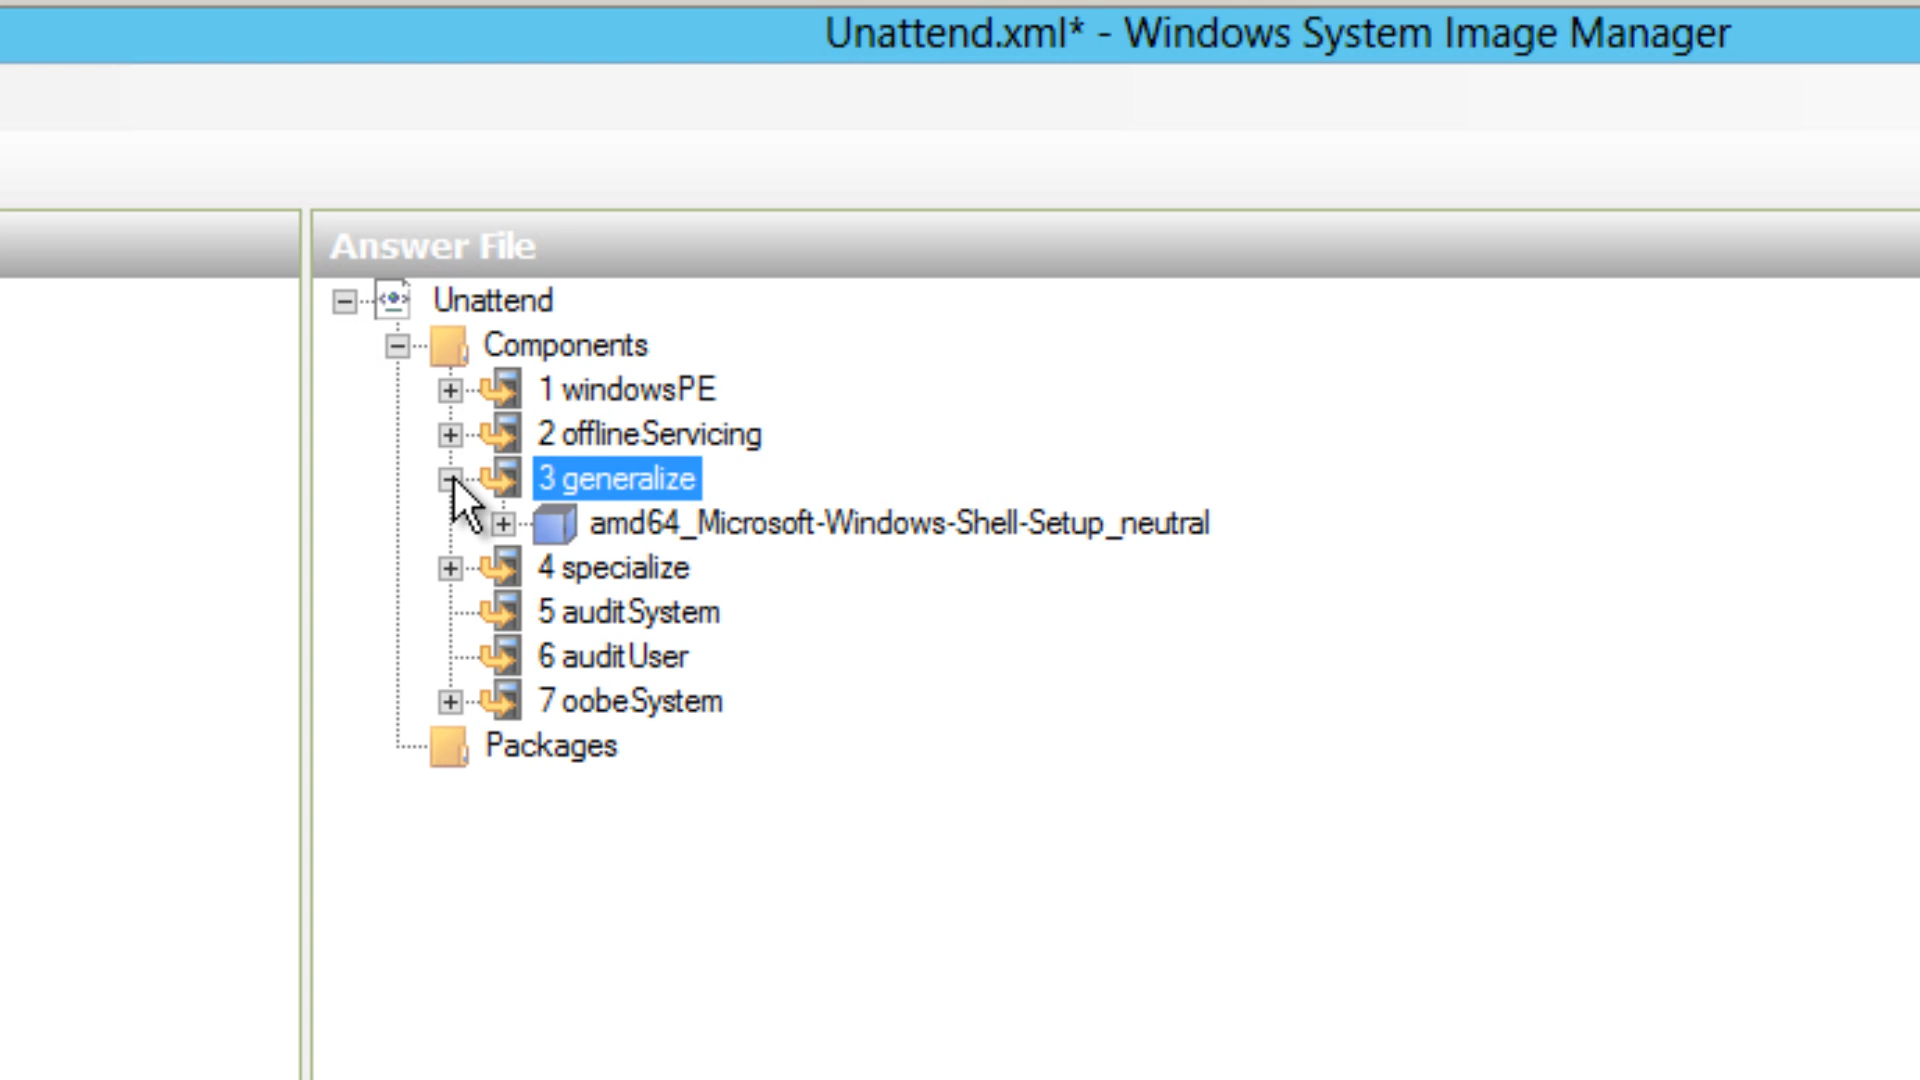 Unattend.xml* - Windows System Image Manager
Answer File
Unattend
Components
1 windowsPE
2 offlineServicing
3 generalize
amd64_Microsoft-Windows-Shell-Setup_neutral
4 specialize
5 auditSystem
6 auditUser
7 oobeSystem
Packages